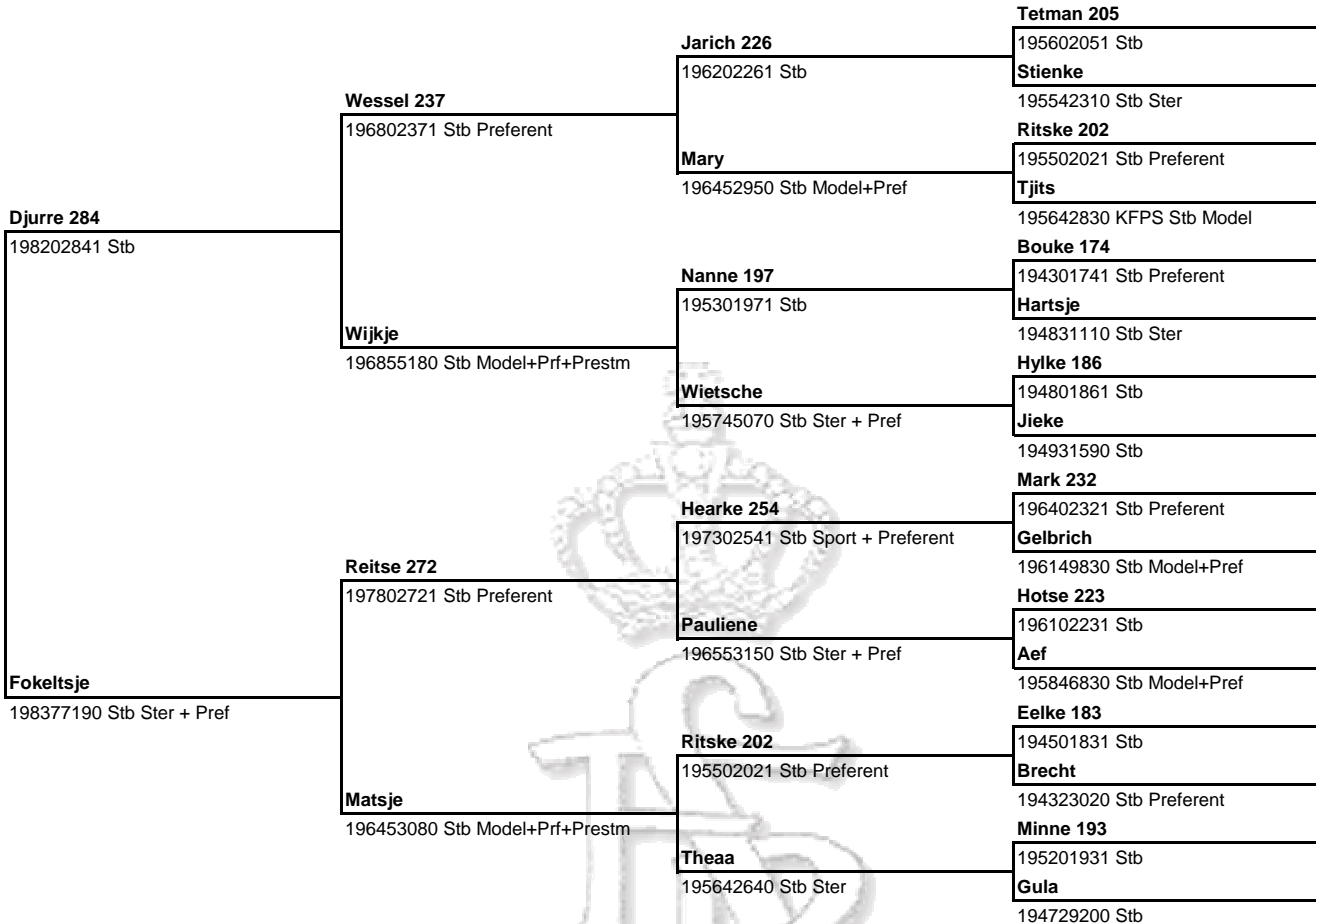 Tetman 205
Jarich 226
195602051 Stb
196202261 Stb
Stienke
Wessel 237
195542310 Stb Ster
196802371 Stb Preferent
Ritske 202
Mary
195502021 Stb Preferent
196452950 Stb Model+Pref
Tjits
Djurre 284
195642830 KFPS Stb Model
198202841 Stb
Bouke 174
Nanne 197
194301741 Stb Preferent
195301971 Stb
Hartsje
Wijkje
194831110 Stb Ster
196855180 Stb Model+Prf+Prestm
Hylke 186
Wietsche
194801861 Stb
195745070 Stb Ster + Pref
Jieke
194931590 Stb
Mark 232
Hearke 254
196402321 Stb Preferent
197302541 Stb Sport + Preferent
Gelbrich
Reitse 272
196149830 Stb Model+Pref
197802721 Stb Preferent
Hotse 223
Pauliene
196102231 Stb
196553150 Stb Ster + Pref
Aef
Fokeltsje
195846830 Stb Model+Pref
198377190 Stb Ster + Pref
Eelke 183
Ritske 202
194501831 Stb
195502021 Stb Preferent
Brecht
Matsje
194323020 Stb Preferent
196453080 Stb Model+Prf+Prestm
Minne 193
Theaa
195201931 Stb
195642640 Stb Ster
Gula
194729200 Stb